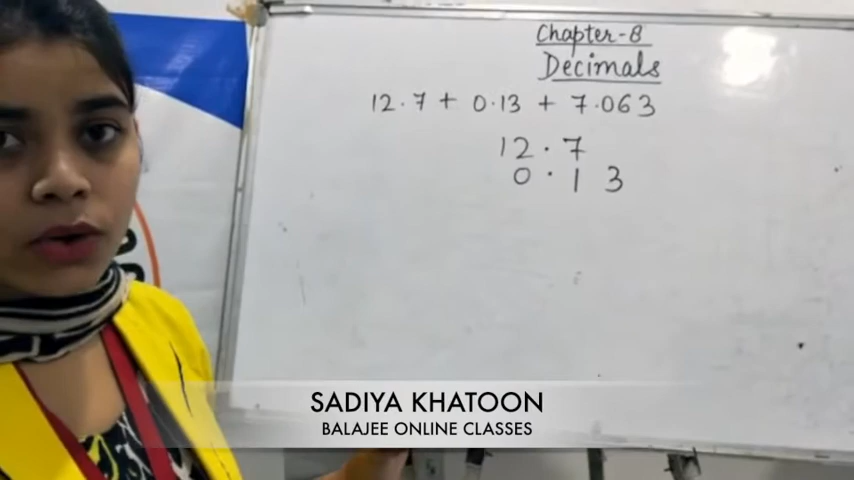 Chapter-8
Decimals
12.7 + 0.13 + 7.063
12.7
0.13
SADIYA KHATOON
BALAJEE ONLINE CLASSES